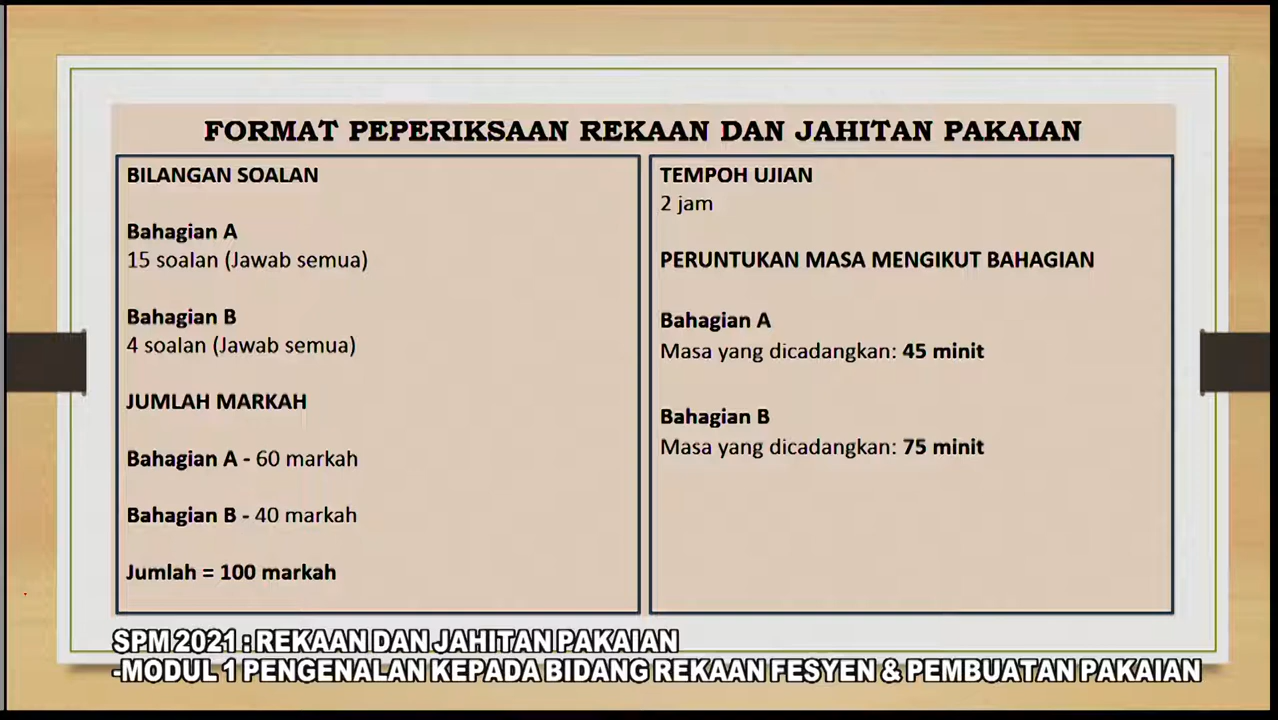 FORMAT PEPERIKSAAN REKAAN DAN JAHITAN PAKAIAN
BILANGAN SOALAN
Bahagian A
15 soalan (Jawab semua)
Bahagian B
4 soalan (Jawab semua)
JUMLAH MARKAH
Bahagian A - 60 markah
Bahagian B - 40 markah
Jumlah = 100 markah
TEMPOH UJIAN
2 jam
PERUNTUKAN MASA MENGIKUT BAHAGIAN
Bahagian A
Masa yang dicadangkan: 45 minit
Bahagian B
Masa yang dicadangkan: 75 minit
SPM 2021 : REKAAN DAN JAHITAN PAKAIAN
-MODUL 1 PENGENALAN KEPADA BIDANG REKAAN FESYEN & PEMBUATAN PAKAIAN